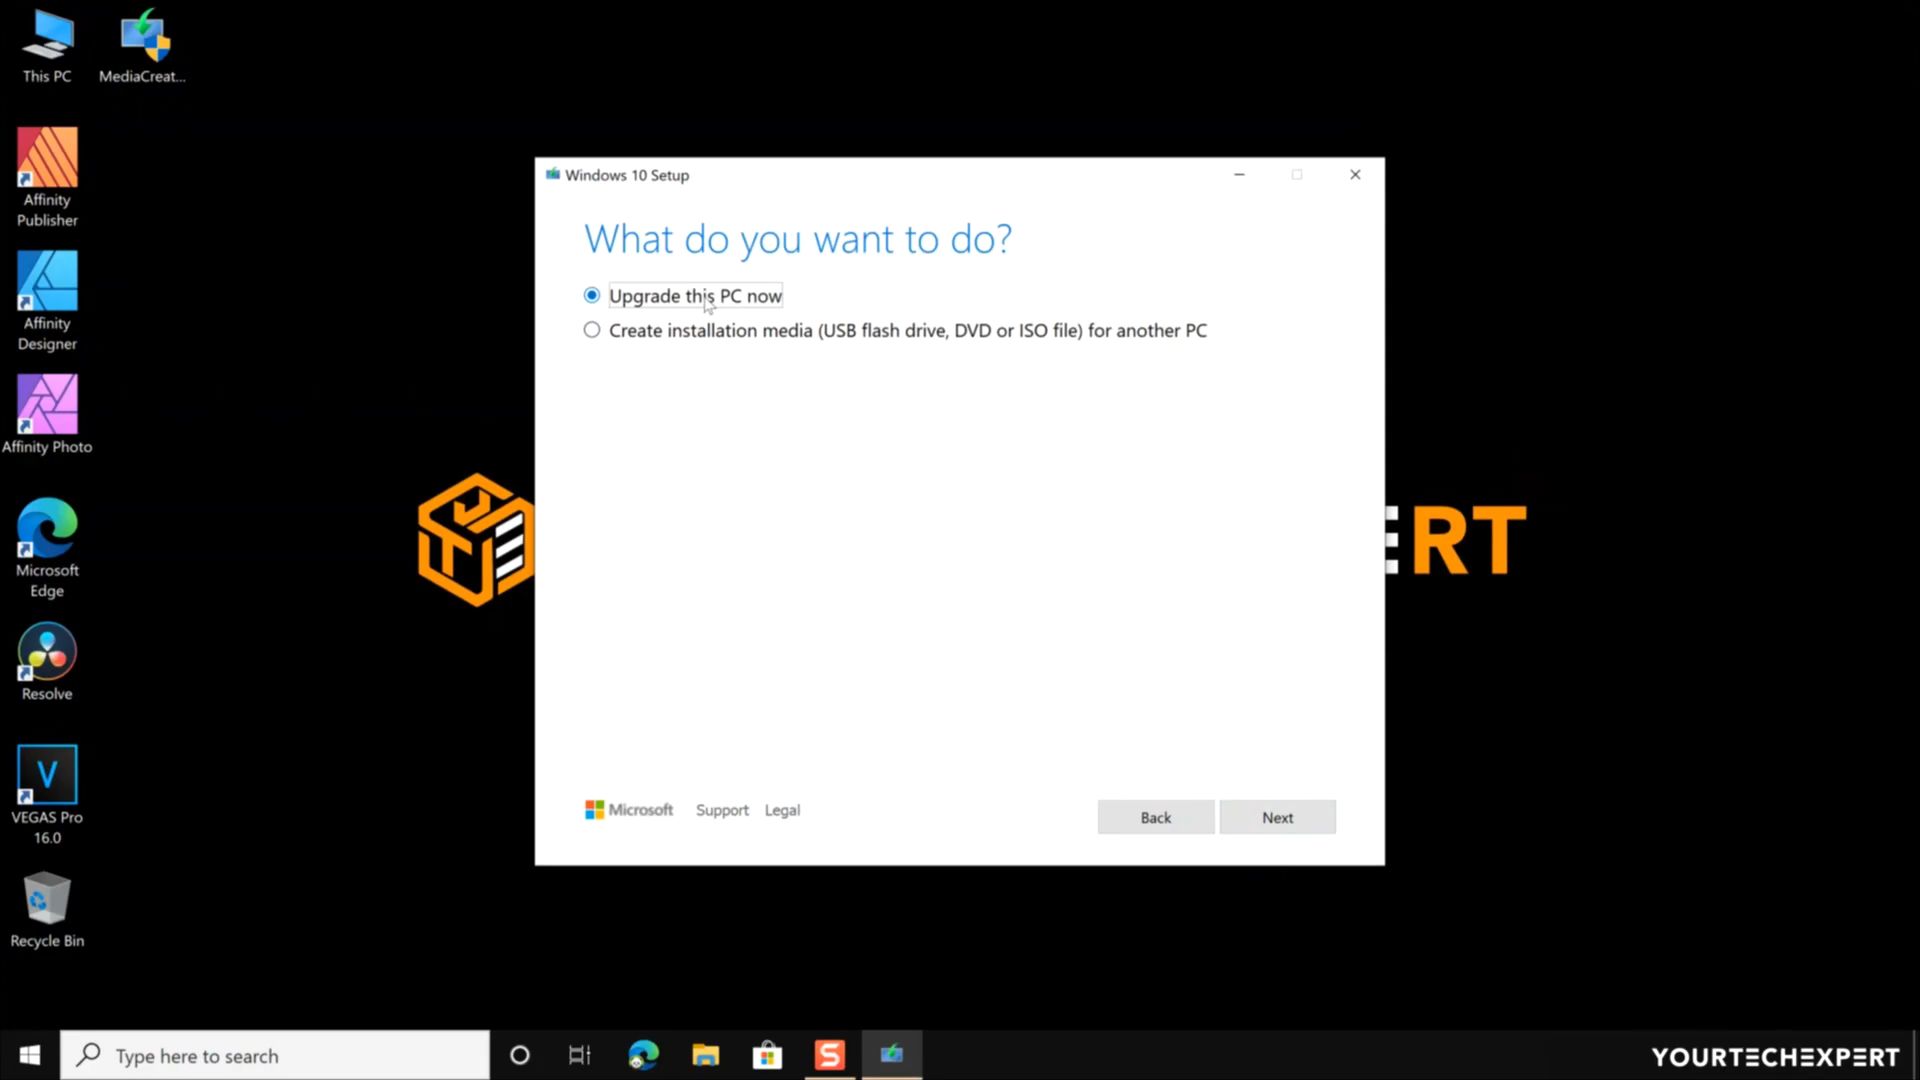 This PC
MediaCreat...
Affinity
Publisher
Affinity
Designer
Affinity Photo
Microsoft
Edge
Resolve
V
VEGAS Pro
16.0
Recycle Bin
Windows 10 Setup
What do you want to do?
Upgrade this PC now
Create installation media (USB flash drive, DVD or ISO file) for another PC
Microsoft Support Legal
Back Next
ERT
Type here to search
S
YOURTECHEXPERT